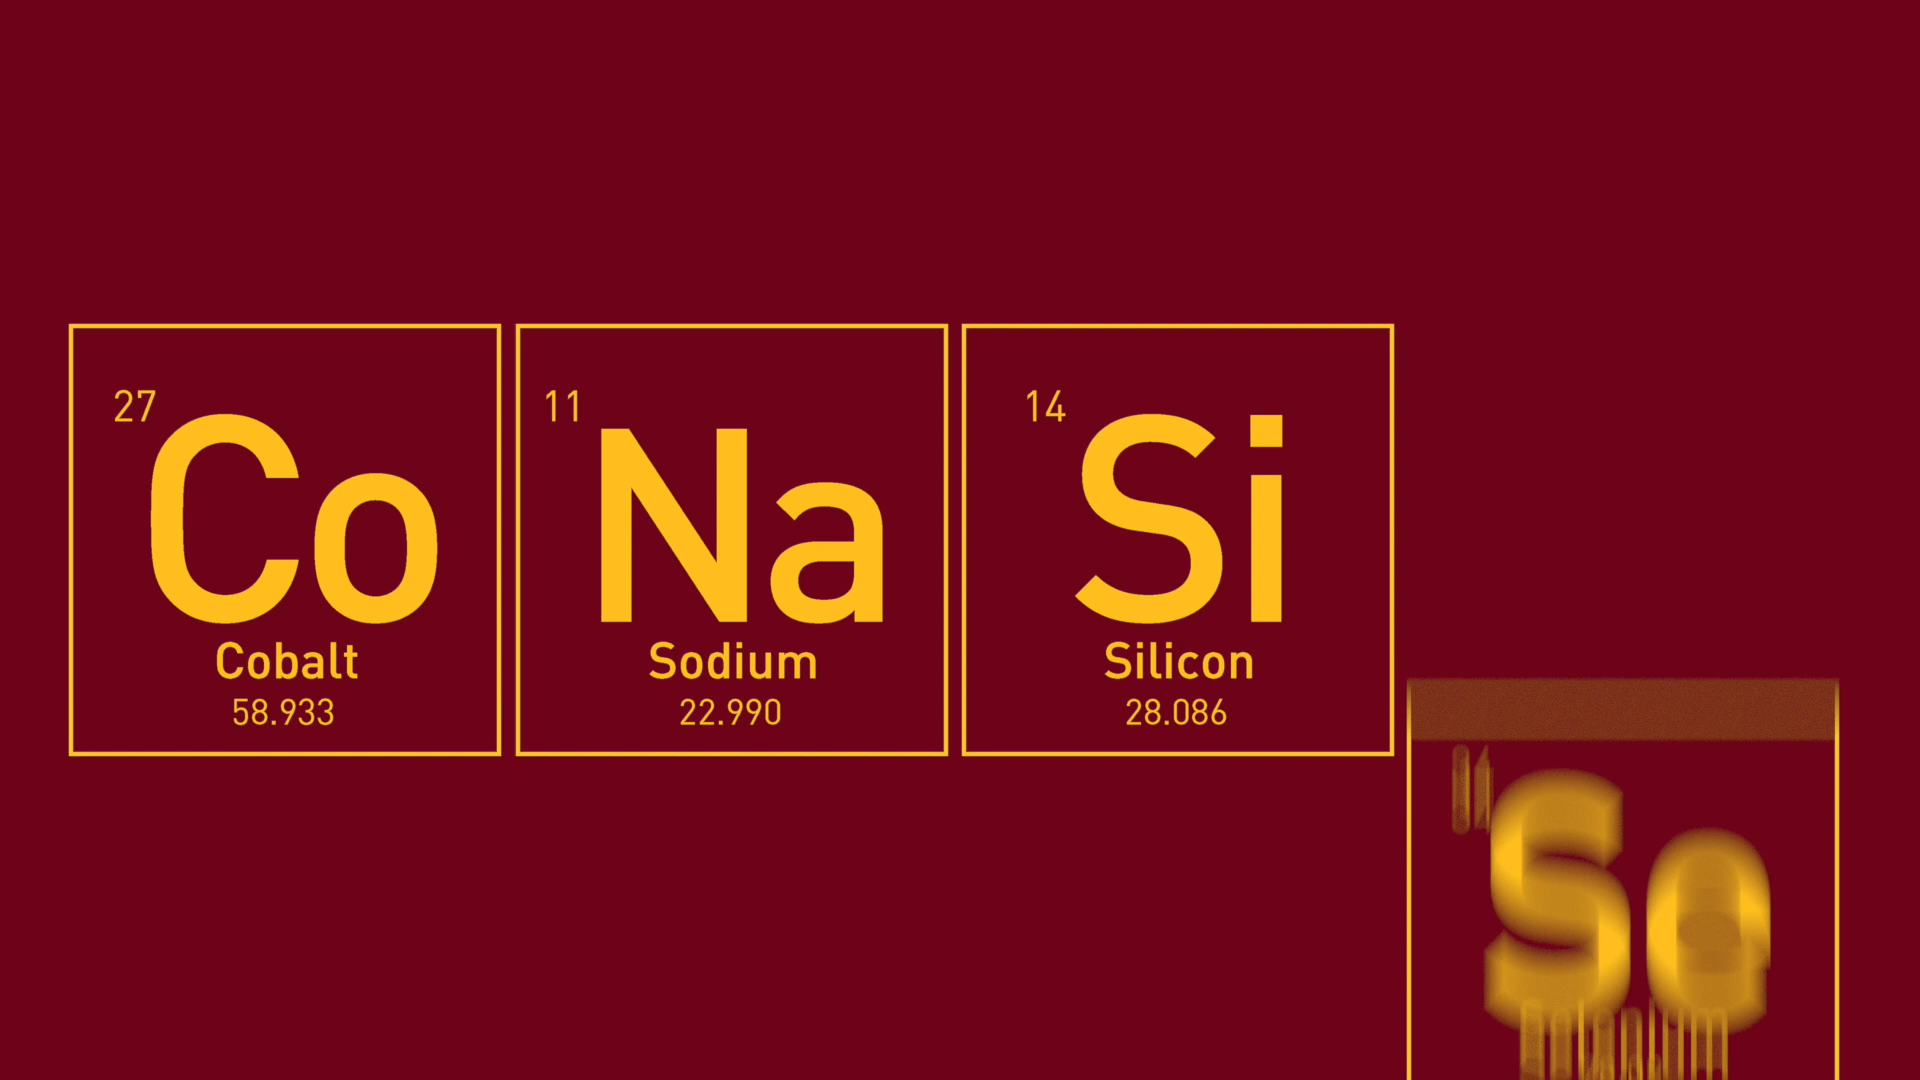 27
Co
Cobalt
58.933
11
Na
Sodium
22.990
14
Si
Silicon
28.086